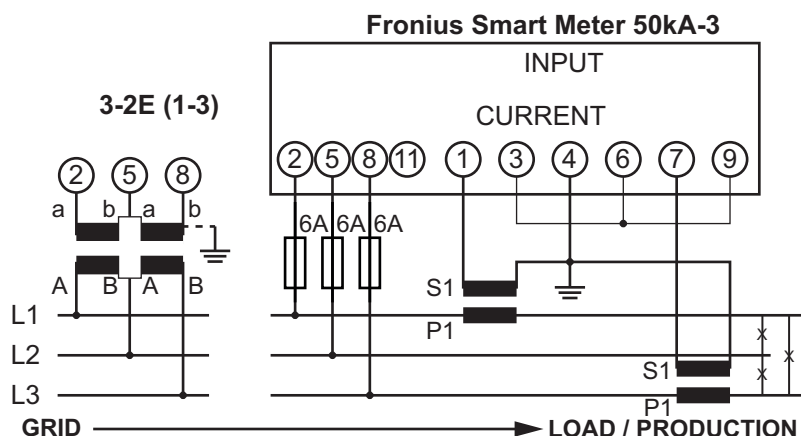 Fronius Smart Meter 50kA-3
INPUT
3-2E (1-3)
CURRENT
2 5 8
2 5 8 11 1 3 4 6 7 9
a b a b
6A 6A 6A
A B A B
S1
L1
P1
x
L2
S1
x
x
L3
P1
GRID LOAD / PRODUCTION